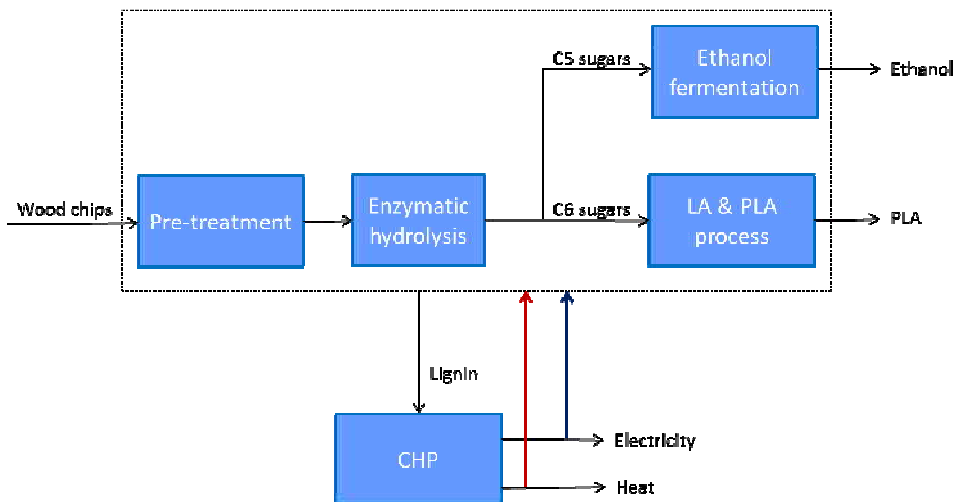 C5 sugars
Ethanol
fermentation
Ethanol
Wood chips
Pre-treatment
Enzymatic
hydrolysis
C6 sugars
LA & PLA
process
PLA
Lignin
CHP
Electricity
Heat